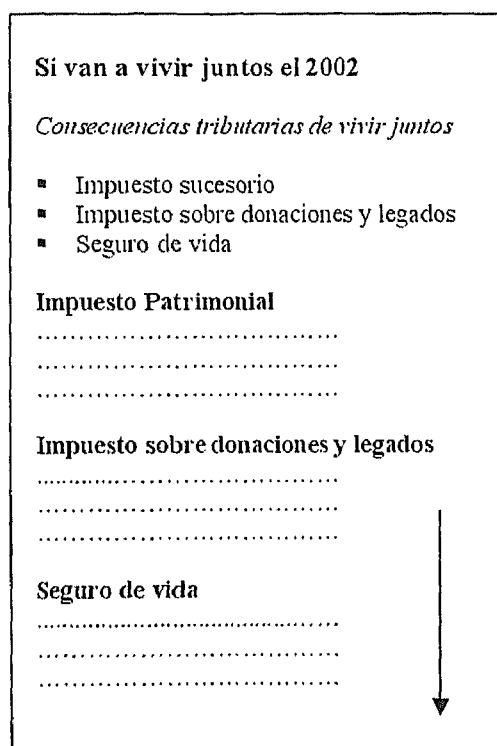 Si van a vivir juntos el 2002
Consecuencias tributarias de vivir juntos
▪ Impuesto sucesorio
▪ Impuesto sobre donaciones y legados
▪ Seguro de vida
Impuesto Patrimonial
....................................
....................................
....................................
Impuesto sobre donaciones y legados
....................................
....................................
....................................
Seguro de vida
....................................
....................................
....................................